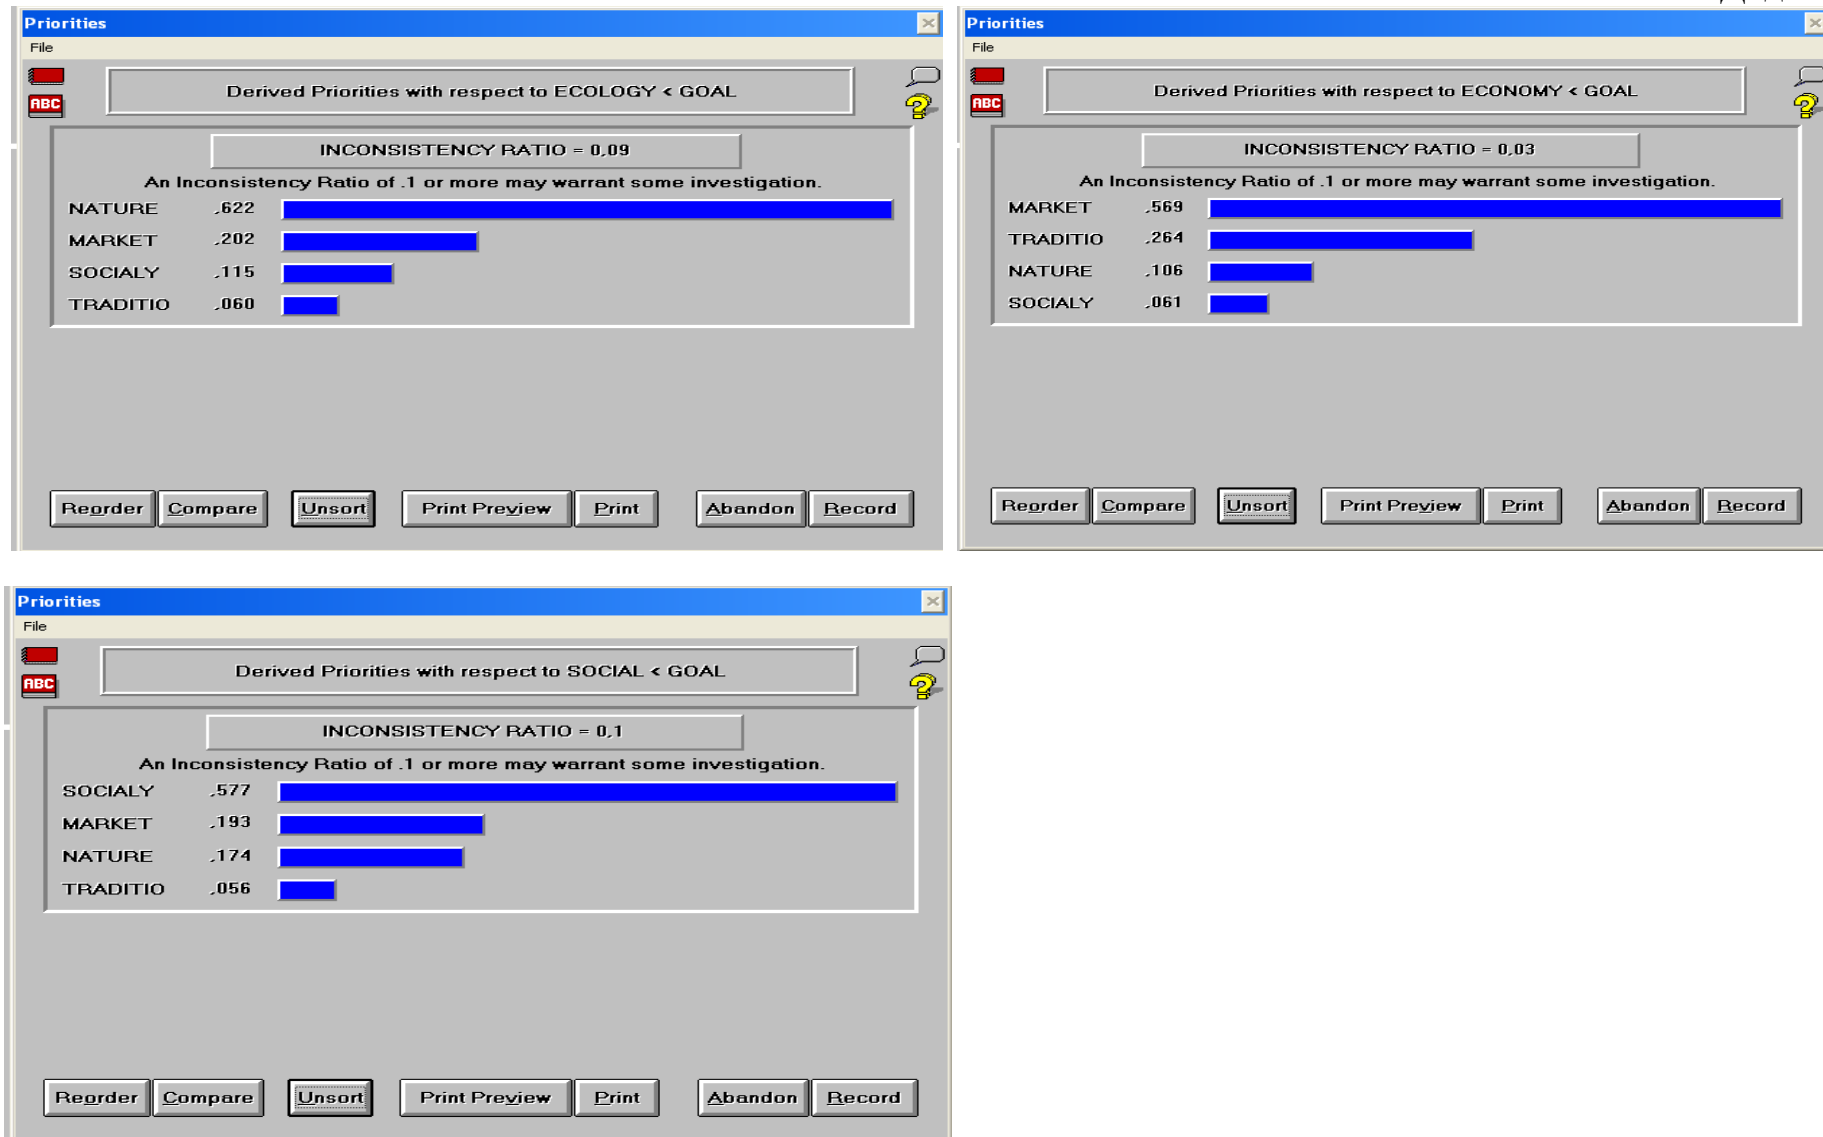 Priorities
File
ABC
Derived Priorities with respect to ECOLOGY < GOAL
INCONSISTENCY RATIO = 0,09
An Inconsistency Ratio of .1 or more may warrant some investigation.
NATURE ,622
MARKET ,202
SOCIALY ,115
TRADITIO ,060
Reorder Compare Unsort Print Preview Print Abandon Record
Priorities
File
ABC
Derived Priorities with respect to ECONOMY < GOAL
INCONSISTENCY RATIO = 0,03
An Inconsistency Ratio of .1 or more may warrant some investigation.
MARKET ,569
TRADITIO ,264
NATURE ,106
SOCIALY ,061
Reorder Compare Unsort Print Preview Print Abandon Record
Priorities
File
ABC
Derived Priorities with respect to SOCIAL < GOAL
INCONSISTENCY RATIO = 0,1
An Inconsistency Ratio of .1 or more may warrant some investigation.
SOCIALY ,577
MARKET ,193
NATURE ,174
TRADITIO ,056
Reorder Compare Unsort Print Preview Print Abandon Record